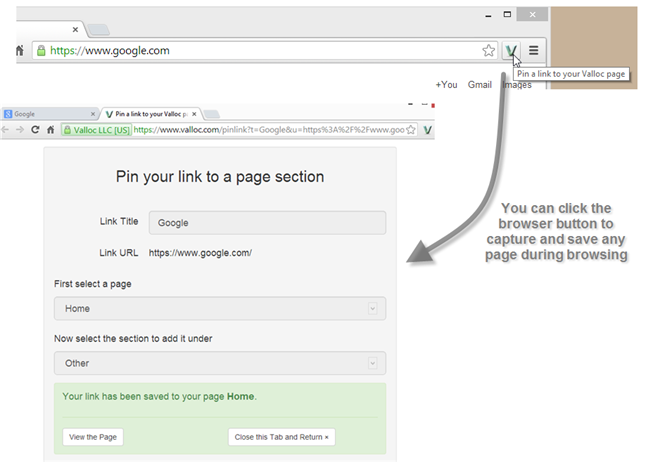 https://www.google.com
Pin a link to your Valloc page
+You Gmail Images
Google
Pin a link to your Valloc p
Valloc LLC [US] https://www.valloc.com/pinlink?t=Google&u=https%3A%2F%2Fwww.goo
Pin your link to a page section
Link Title Google
Link URL https://www.google.com/
First select a page
Home
Now select the section to add it under
Other
Your link has been saved to your page Home.
View the Page Close this Tab and Return ×
You can click the
browser button to
capture and save any
page during browsing